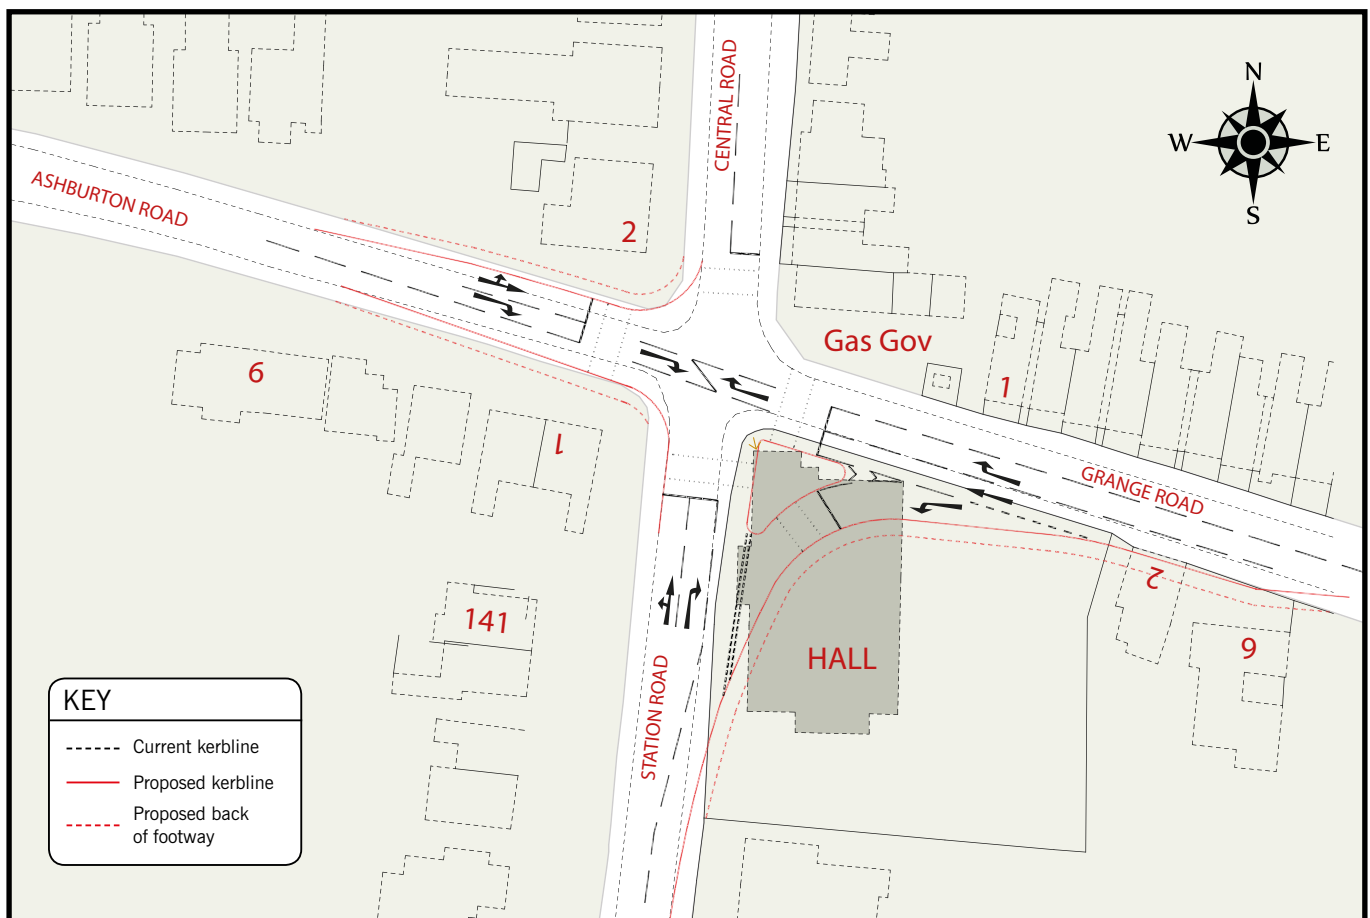 CENTRAL ROAD
N
W
E
S
ASHBURTON ROAD
2
Gas Gov
6
1
1
GRANGE ROAD
2
141
HALL
6
STATION ROAD
KEY
Current kerbline
Proposed kerbline
Proposed back
of footway